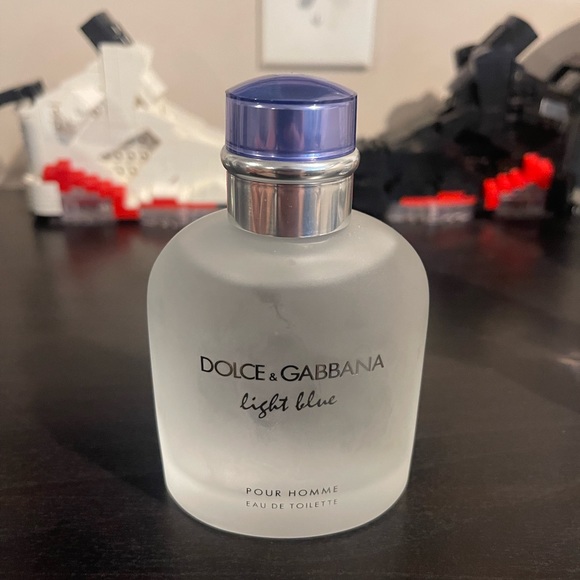 DOLCE & GABBANA
light blue
POUR HOMME
EAU DE TOILETTE